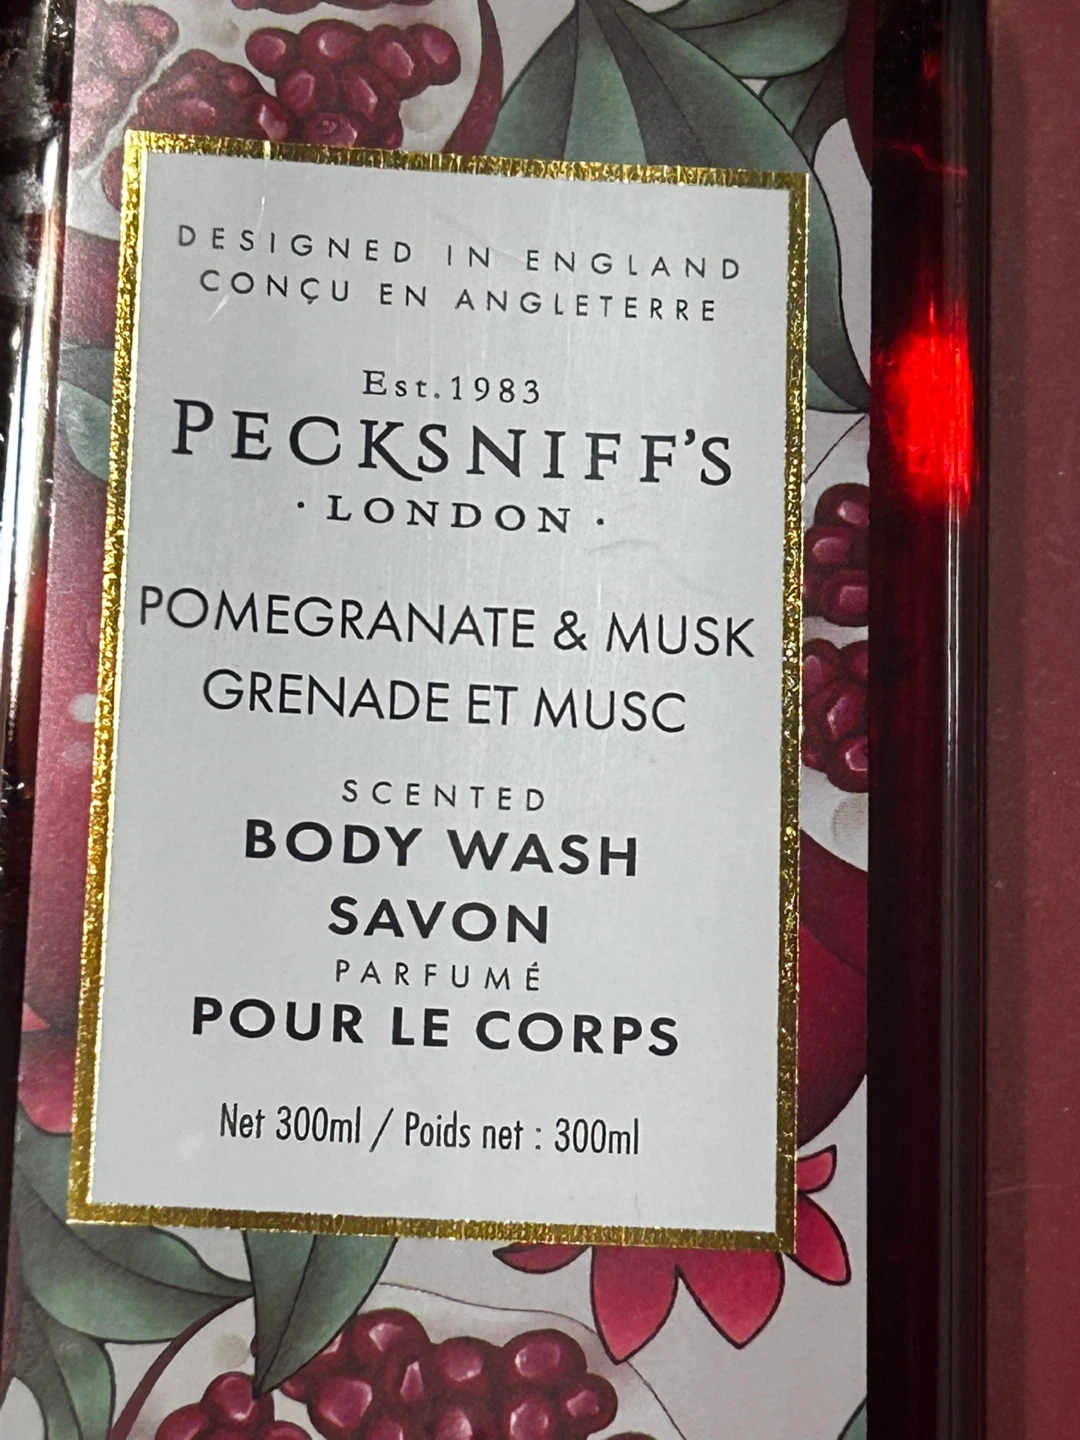 DESIGNED IN ENGLAND
CONÇU EN ANGLETERRE
Est.1983
PECKSNIFF'S
· LONDON ·
POMEGRANATE & MUSK
GRENADE ET MUSC
SCENTED
BODY WASH
SAVON
PARFUMÉ
POUR LE CORPS
Net 300ml / Poids net : 300ml